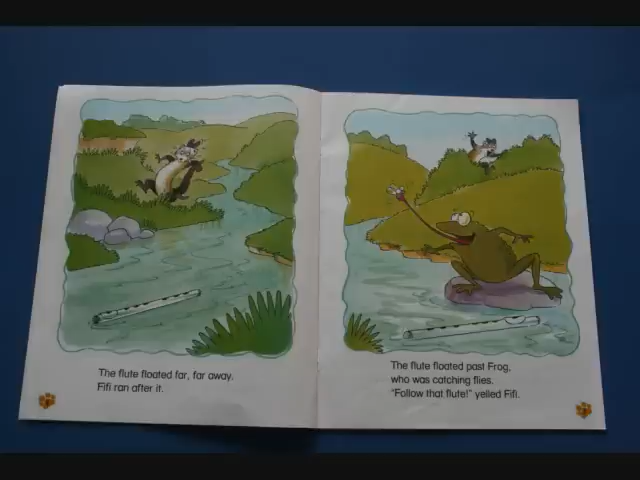 The flute floated far, far away.
Fifi ran after it.
The flute floated past Frog,
who was catching flies.
"Follow that flute!" yelled Fifi.